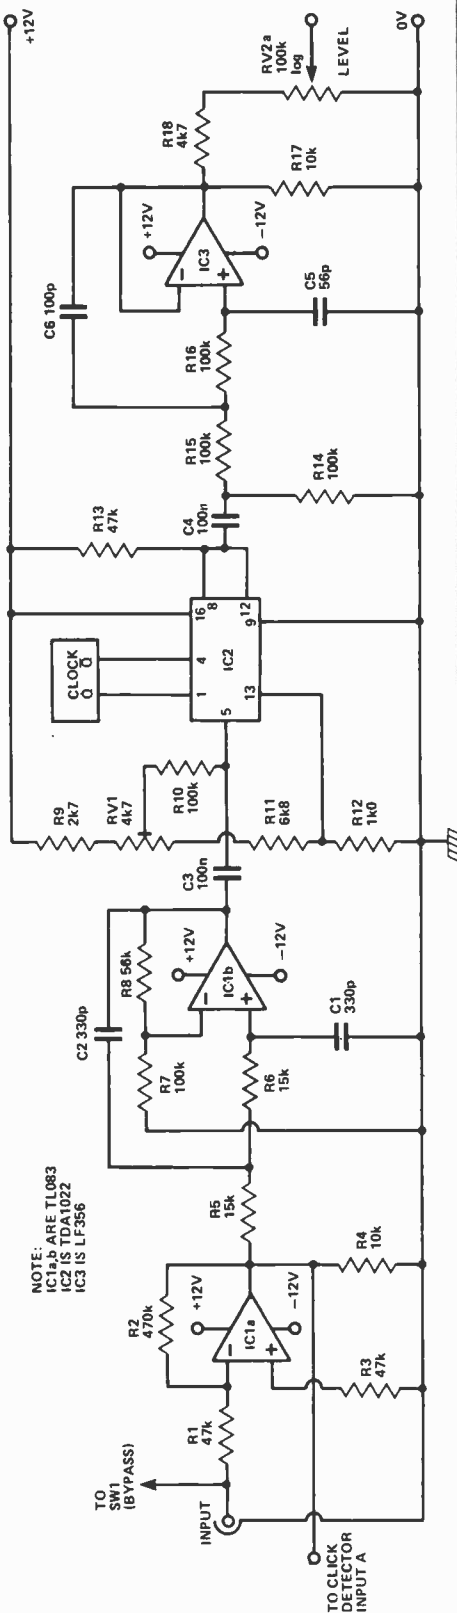 NOTE:
IC1a,b ARE TL083
IC2 IS TDA1022
IC3 IS LF356
TO
SW1
(BYPASS)
INPUT
TO CLICK
DETECTOR
INPUT A
R1
47k
R2
470k
+12V
−
+
IC1a
−12V
R3
47k
R4
10k
R5
15k
C2 330p
R7
100k
R8 56k
R6
15k
+12V
−
+
IC1b
−12V
C1
330p
C3
100n
R9
2k7
RV1
4k7
R10
100k
R11
6k8
R12
1k0
CLOCK
Q Q̅
1 4 16
8
5
IC2
13 9 12
R13
47k
C4
100n
R14
100k
R15
100k
R16
100k
C6 100p
+12V
−
+
IC3
−12V
C5
56p
R18
4k7
R17
10k
RV2a
100k
log
LEVEL
+12V
0V